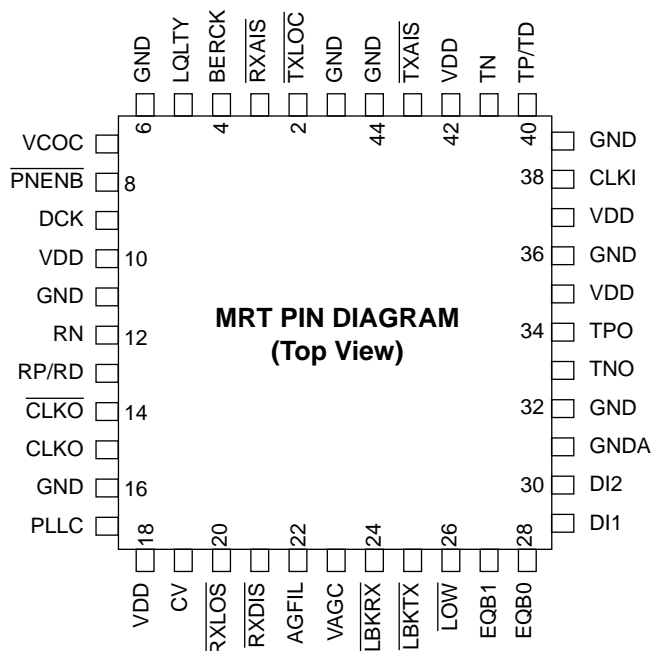 GND LQLTY BERCK RXAIS TXLOC GND GND TXAIS VDD TN TP/TD
6 4 2 44 42 40
VCOC
PNENB 8
DCK
VDD 10
GND
RN 12
RP/RD
CLKO 14
CLKO
GND 16
PLLC
MRT PIN DIAGRAM
(Top View)
GND
38 CLKI
VDD
36 GND
VDD
34 TPO
TNO
32 GND
GNDA
30 DI2
DI1
18 20 22 24 26 28
VDD CV RXLOS RXDIS AGFIL VAGC LBKRX LBKTX LOW EQB1 EQB0